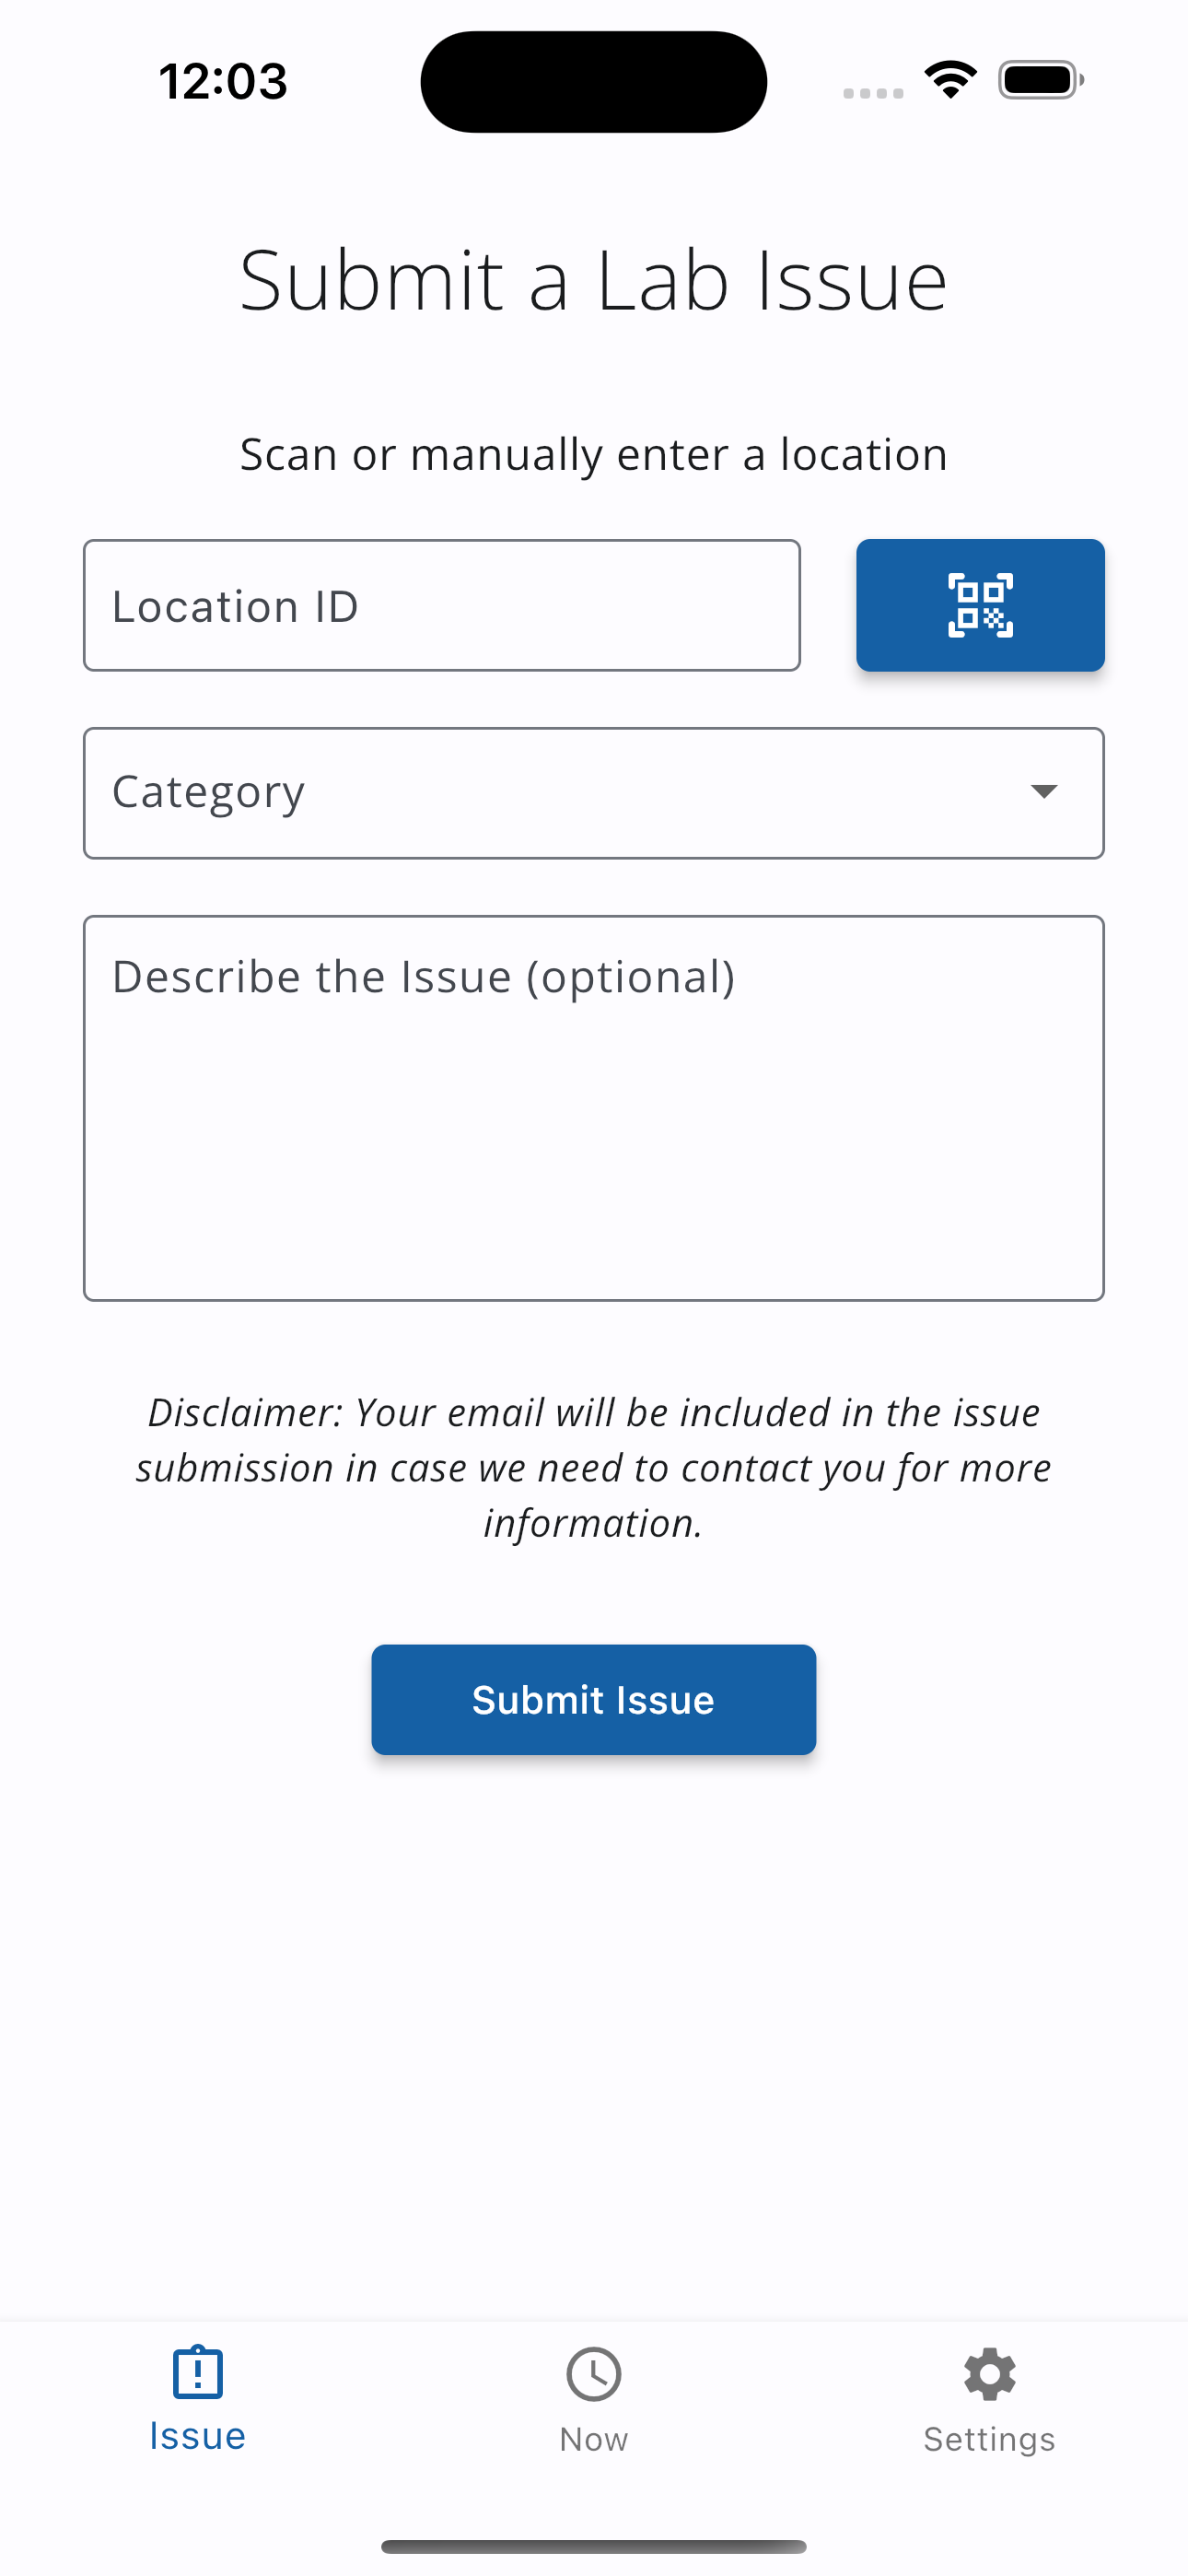 12:03
Submit a Lab Issue
Scan or manually enter a location
Location ID
Category
Describe the Issue (optional)
Disclaimer: Your email will be included in the issue
submission in case we need to contact you for more
information.
Submit Issue
Issue
Now
Settings